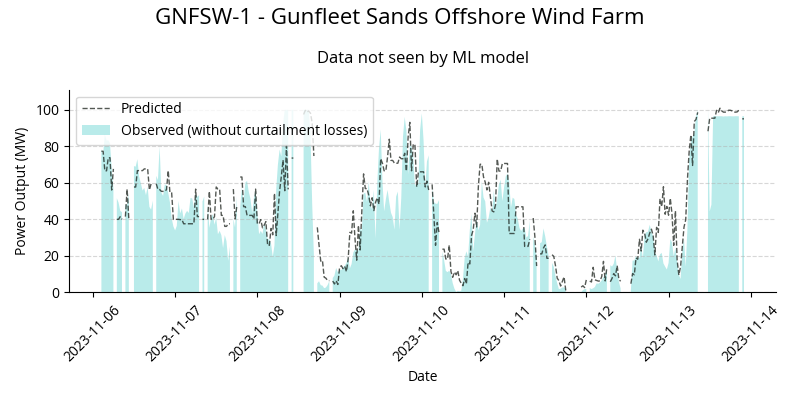 GNFSW-1 - Gunfleet Sands Offshore Wind Farm
Data not seen by ML model
Predicted
Observed (without curtailment losses)
Power Output (MW)
100
80
60
40
20
0
2023-11-06
2023-11-07
2023-11-08
2023-11-09
2023-11-10
2023-11-11
2023-11-12
2023-11-13
2023-11-14
Date